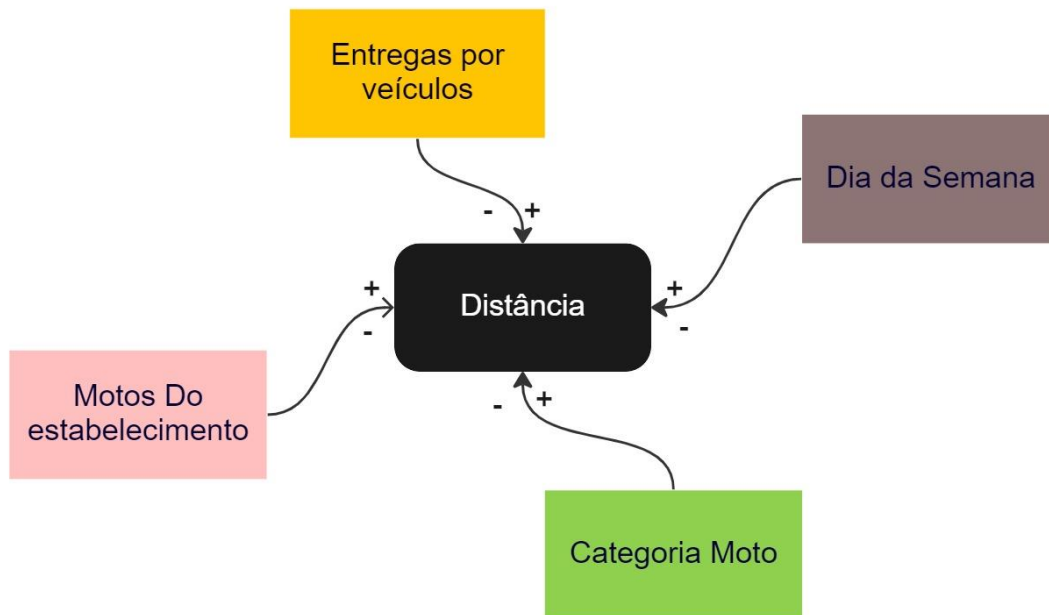 Entregas por
veículos
Dia da Semana
- +
Distância
+
-
+
-
Motos Do
estabelecimento
- +
Categoria Moto